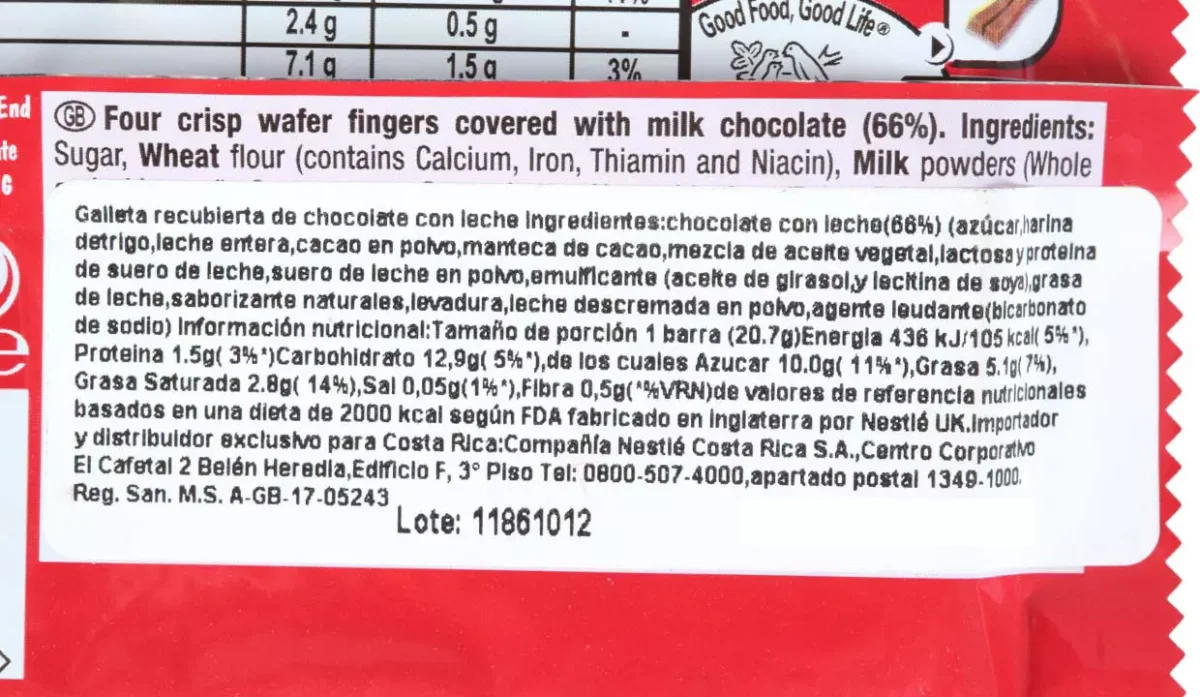 2.4 g 0.5 g -
7.1 g 1.5 g 3%
Good Food, Good Life®
End
GB Four crisp wafer fingers covered with milk chocolate (66%). Ingredients:
Sugar, Wheat flour (contains Calcium, Iron, Thiamin and Niacin), Milk powders (Whole
G
Galleta recubierta de chocolate con leche Ingredientes:chocolate con leche(66%) (azúcar,harina
detrigo,leche entera,cacao en polvo,manteca de cacao,mezcla de aceite vegetal,lactosa y proteina
de suero de leche,suero de leche en polvo,emulficante (aceite de girasol,y lecitina de soya),grasa
de leche,saborizante naturales,levadura,leche descremada en polvo,agente leudante(bicarbonato
de sodio) Información nutricional:Tamaño de porción 1 barra (20.7g)Energia 436 kJ/105 kcal( 5%*),
Proteina 1.5g( 3%*)Carbohidrato 12,9g( 5%*),de los cuales Azucar 10.0g( 11%*),Grasa 5.1g( 7%),
Grasa Saturada 2.8g( 14%),Sal 0,05g(1%*),Fibra 0,5g(*%VRN)de valores de referencia nutricionales
basados en una dieta de 2000 kcal según FDA fabricado en inglaterra por Nestlé UK.Importador
y distribuidor exclusivo para Costa Rica:Compañía Nestlé Costa Rica S.A.,Centro Corporativo
El Cafetal 2 Belén Heredia,Edificio F, 3° Piso Tel: 0800-507-4000,apartado postal 1349-1000.
Reg. San. M.S. A-GB-17-05243
Lote: 11861012